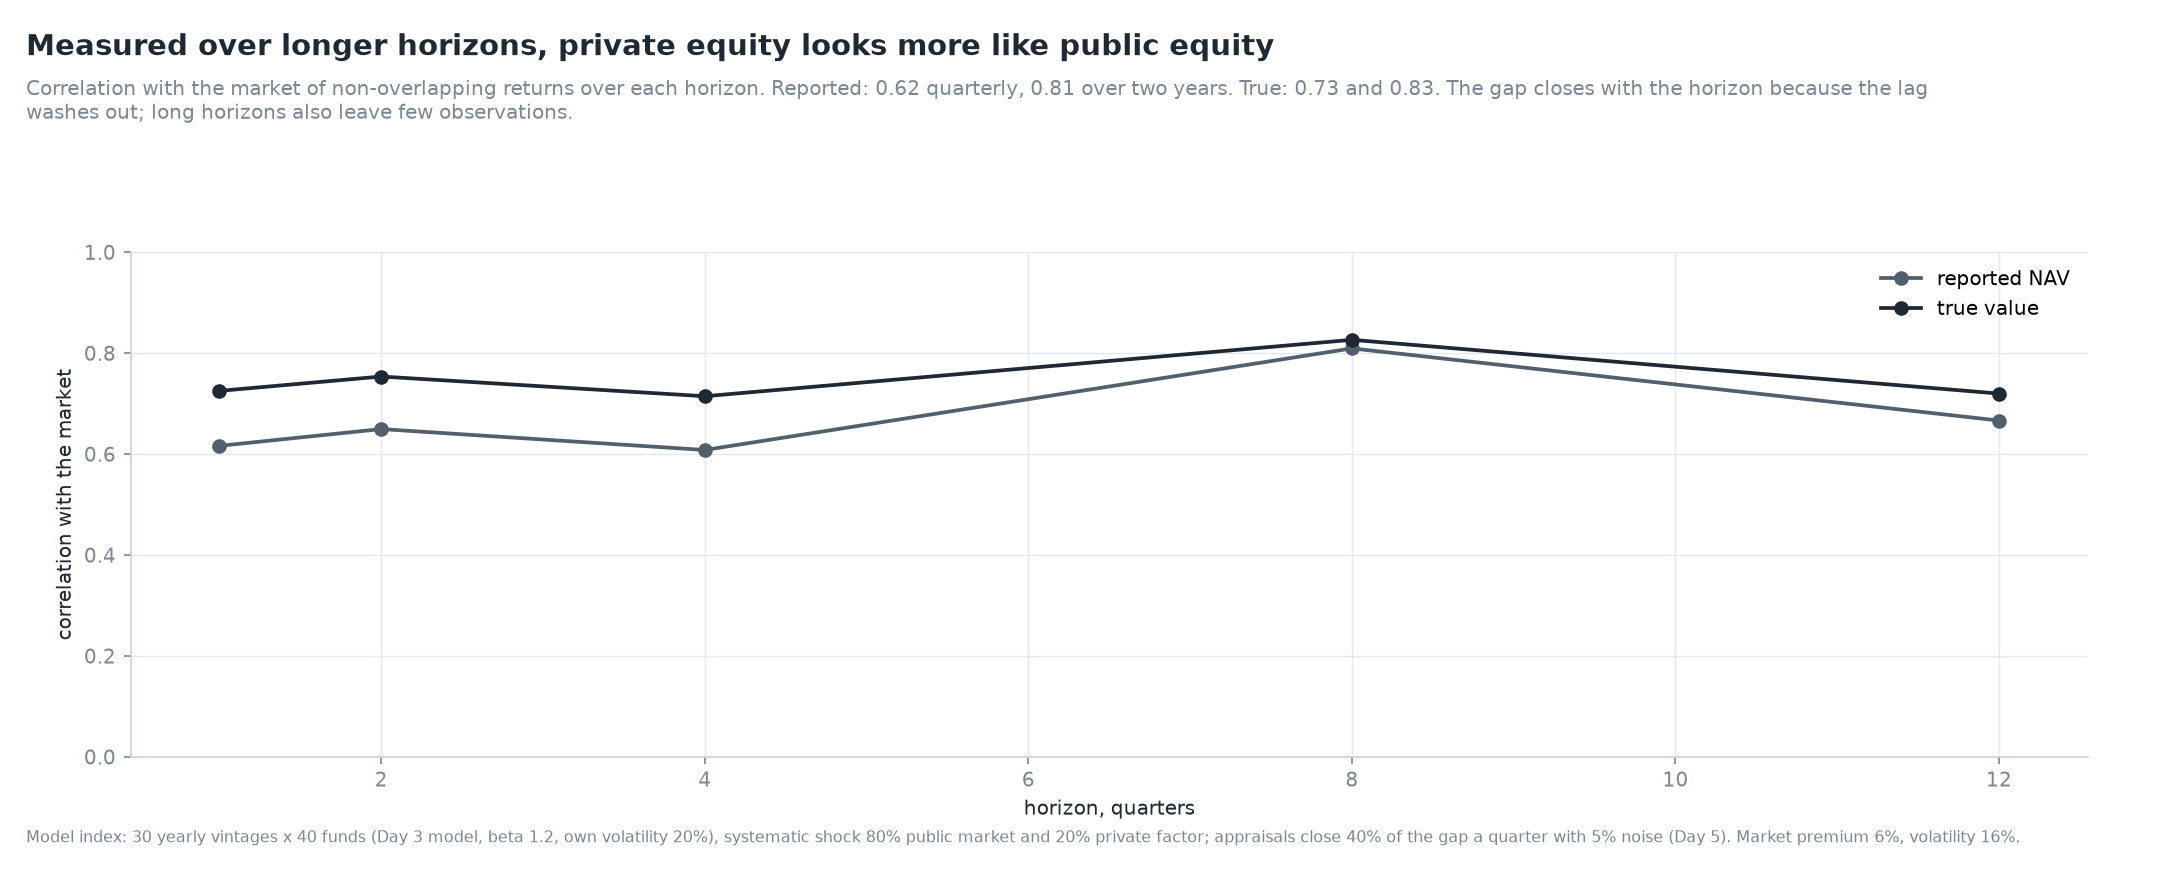 Measured over longer horizons, private equity looks more like public equity
Correlation with the market of non-overlapping returns over each horizon. Reported: 0.62 quarterly, 0.81 over two years. True: 0.73 and 0.83. The gap closes with the horizon because the lag
washes out; long horizons also leave few observations.
reported NAV
true value
1.0
0.8
0.6
0.4
0.2
0.0
correlation with the market
2
4
6
8
10
12
horizon, quarters
Model index: 30 yearly vintages x 40 funds (Day 3 model, beta 1.2, own volatility 20%), systematic shock 80% public market and 20% private factor; appraisals close 40% of the gap a quarter with 5% noise (Day 5). Market premium 6%, volatility 16%.